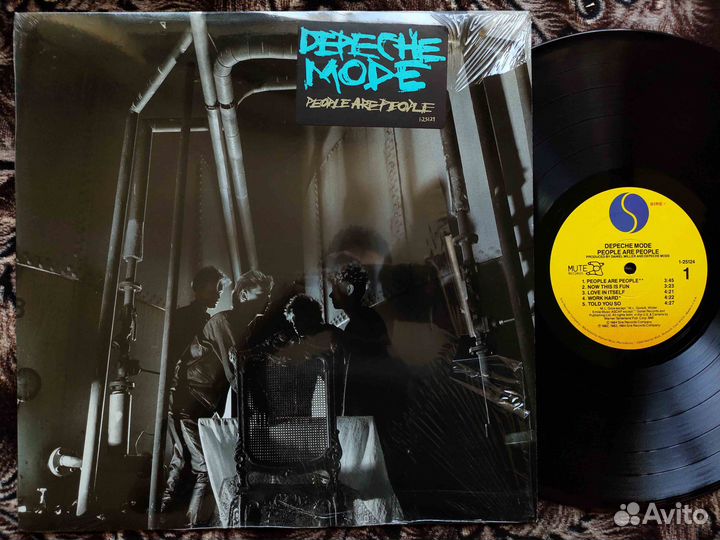 DEPECHE
MODE
PEOPLE ARE PEOPLE
1-25124
SIRE
DEPECHE MODE
PEOPLE ARE PEOPLE
PRODUCED BY DANIEL MILLER AND DEPECHE MODE
MUTE
RECORDS
1-25124
1
1. PEOPLE ARE PEOPLE** 3:45
2. NOW THIS IS FUN 3:23
3. LOVE IN ITSELF 4:21
4. WORK HARD* 4:22
5. TOLD YOU SO 4:27
Avito